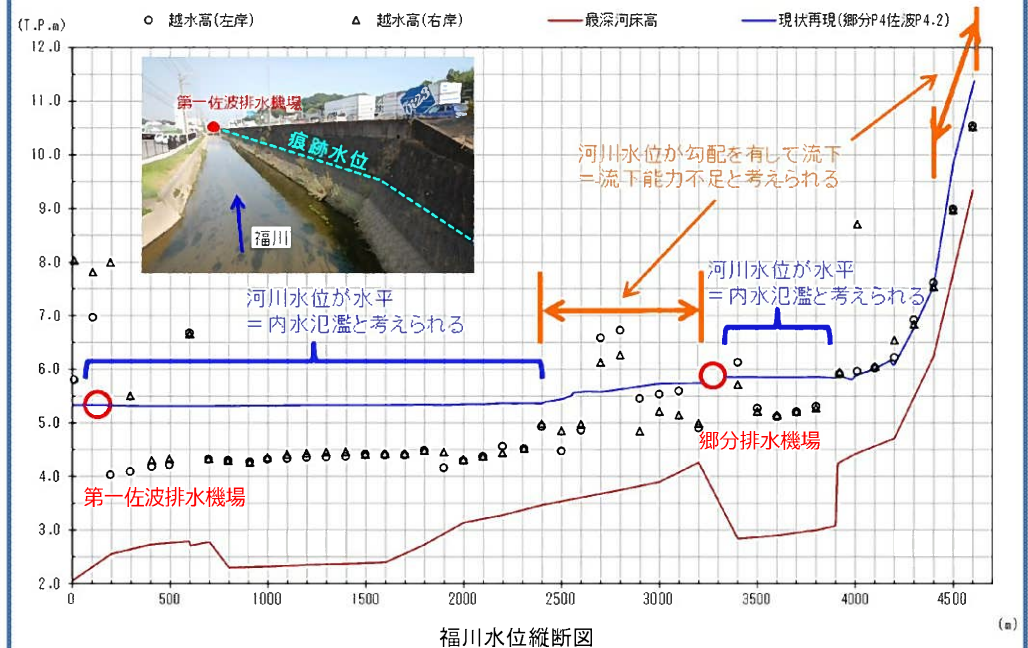 (T.P.m)
越水高(左岸)
越水高(右岸)
最深河床高
現状再現(郷分P4佐波P4.2)
12.0
11.0
10.0
9.0
8.0
7.0
6.0
5.0
4.0
3.0
2.0
第一佐波排水機場
痕跡水位
福川
河川水位が勾配を有して流下
＝流下能力不足と考えられる
河川水位が水平
＝内水氾濫と考えられる
河川水位が水平
＝内水氾濫と考えられる
第一佐波排水機場
郷分排水機場
0
500
1000
1500
2000
2500
3000
3500
4000
4500
(m)
福川水位縦断図